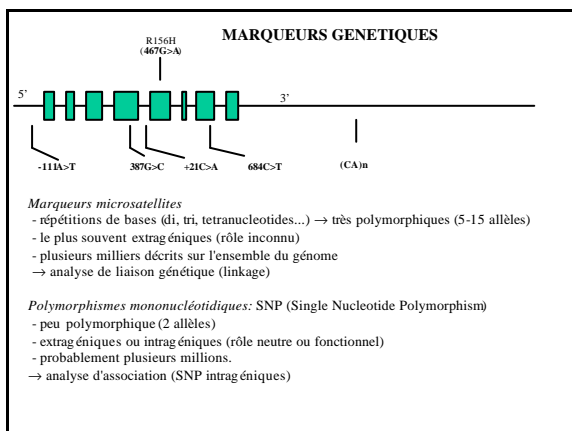 MARQUEURS GENETIQUES
R156H
(467G>A)
5’
3’
-111A>T
387G>C
+21C>A
684C>T
(CA)n
Marqueurs microsatellites
- répétitions de bases (di, tri, tetranucleotides...) → très polymorphiques (5-15 allèles)
- le plus souvent extragéniques (rôle inconnu)
- plusieurs milliers décrits sur l'ensemble du génome
→ analyse de liaison génétique (linkage)
Polymorphismes mononucléotidiques: SNP (Single Nucleotide Polymorphism)
- peu polymorphique (2 allèles)
- extragéniques ou intragéniques (rôle neutre ou fonctionnel)
- probablement plusieurs millions.
→ analyse d'association (SNP intragéniques)